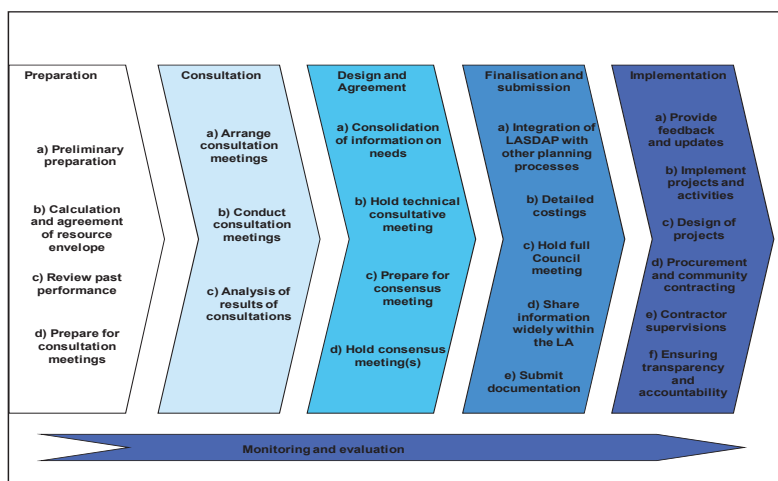 Preparation
a) Preliminary
preparation
b) Calculation
and agreement
of resource
envelope
c) Review past
performance
d) Prepare for
consultation
meetings
Consultation
a) Arrange
consultation
meetings
b) Conduct
consultation
meetings
c) Analysis of
results of
consultations
Design and
Agreement
a) Consolidation
of information on
needs
b) Hold technical
consultative
meeting
c) Prepare for
consensus
meeting
d) Hold consensus
meeting(s)
Finalisation and
submission
a) Integration of
LASDAP with
other planning
processes
b) Detailed
costings
c) Hold full
Council
meeting
d) Share
information
widely within
the LA
e) Submit
documentation
Implementation
a) Provide
feedback
and updates
b) Implement
projects and
activities
c) Design of
projects
d) Procurement
and community
contracting
e) Contractor
supervisions
f) Ensuring
transparency
and
accountability
Monitoring and evaluation